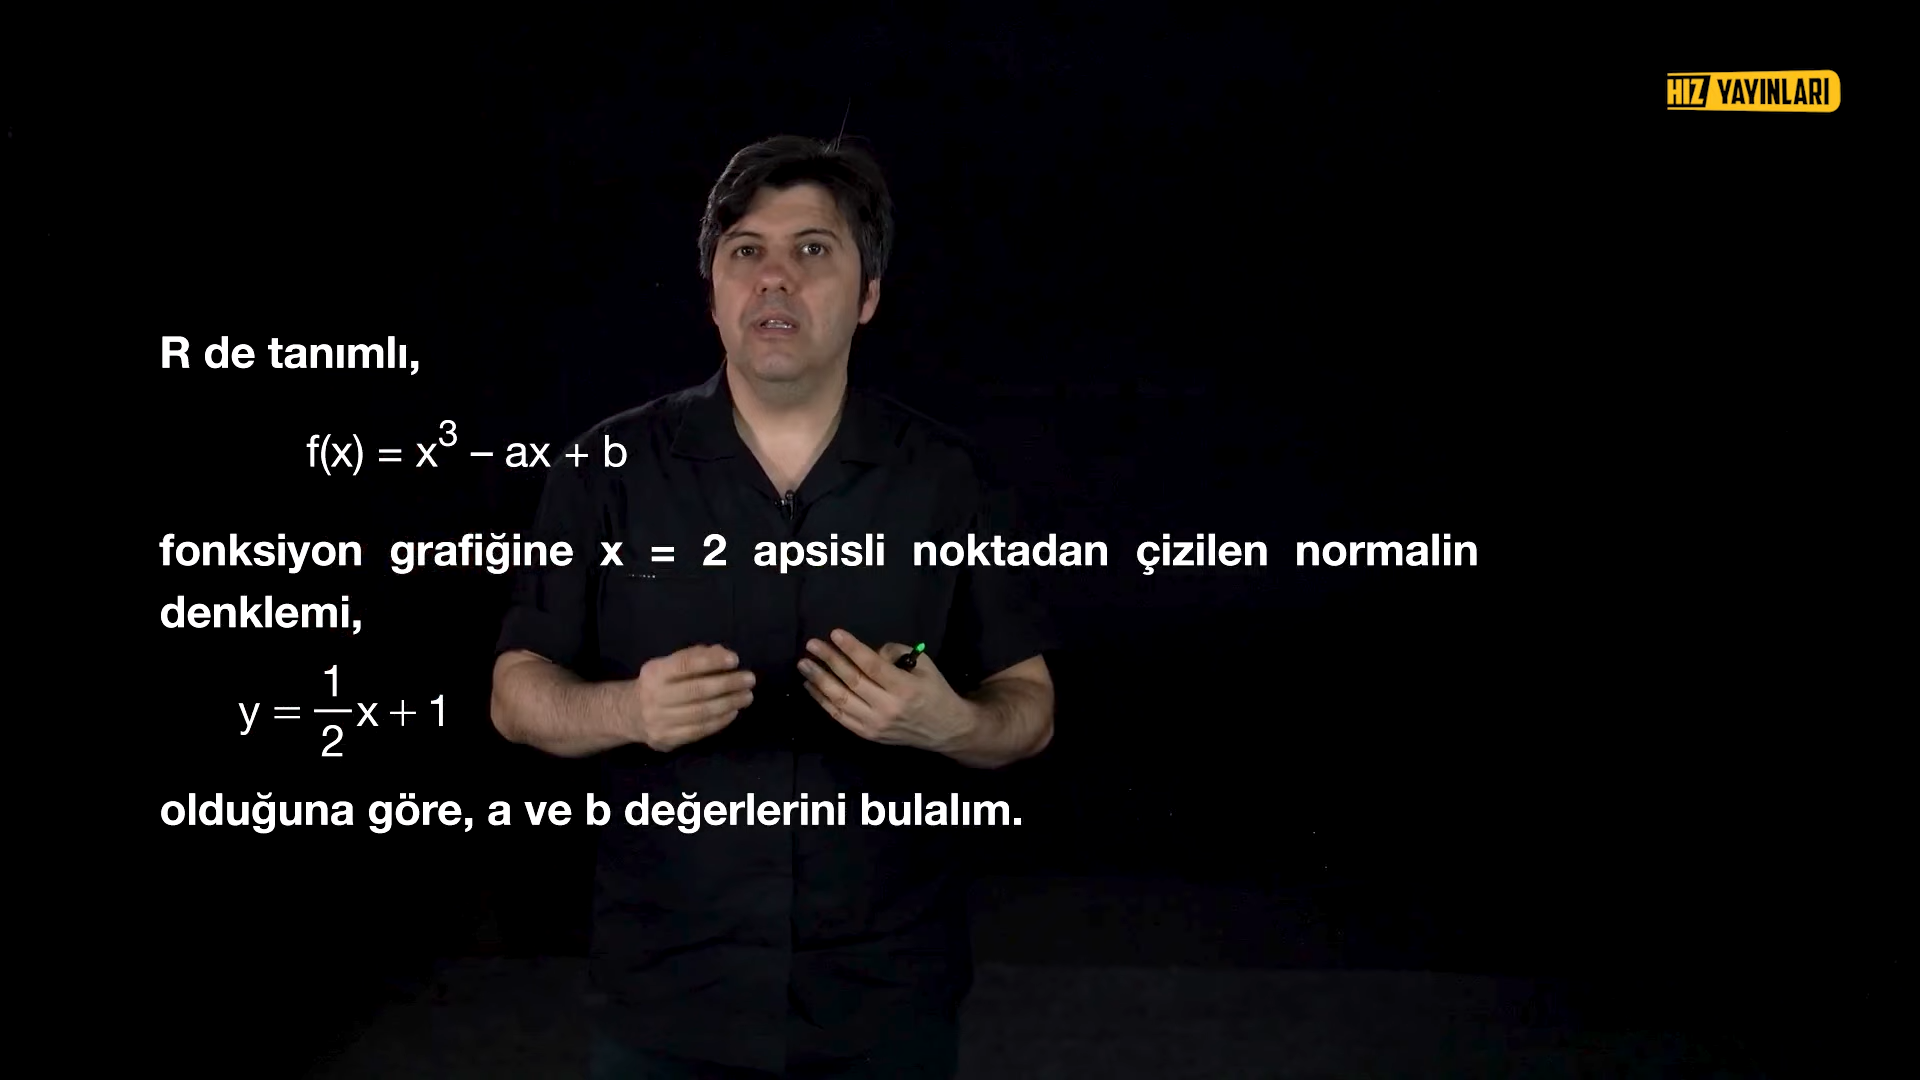 HIZ YAYINLARI
R de tanımlı,
f(x) = x³ – ax + b
fonksiyon grafiğine x = 2 apsisli noktadan çizilen normalin
denklemi,
y = 1/2 x + 1
olduğuna göre, a ve b değerlerini bulalım.